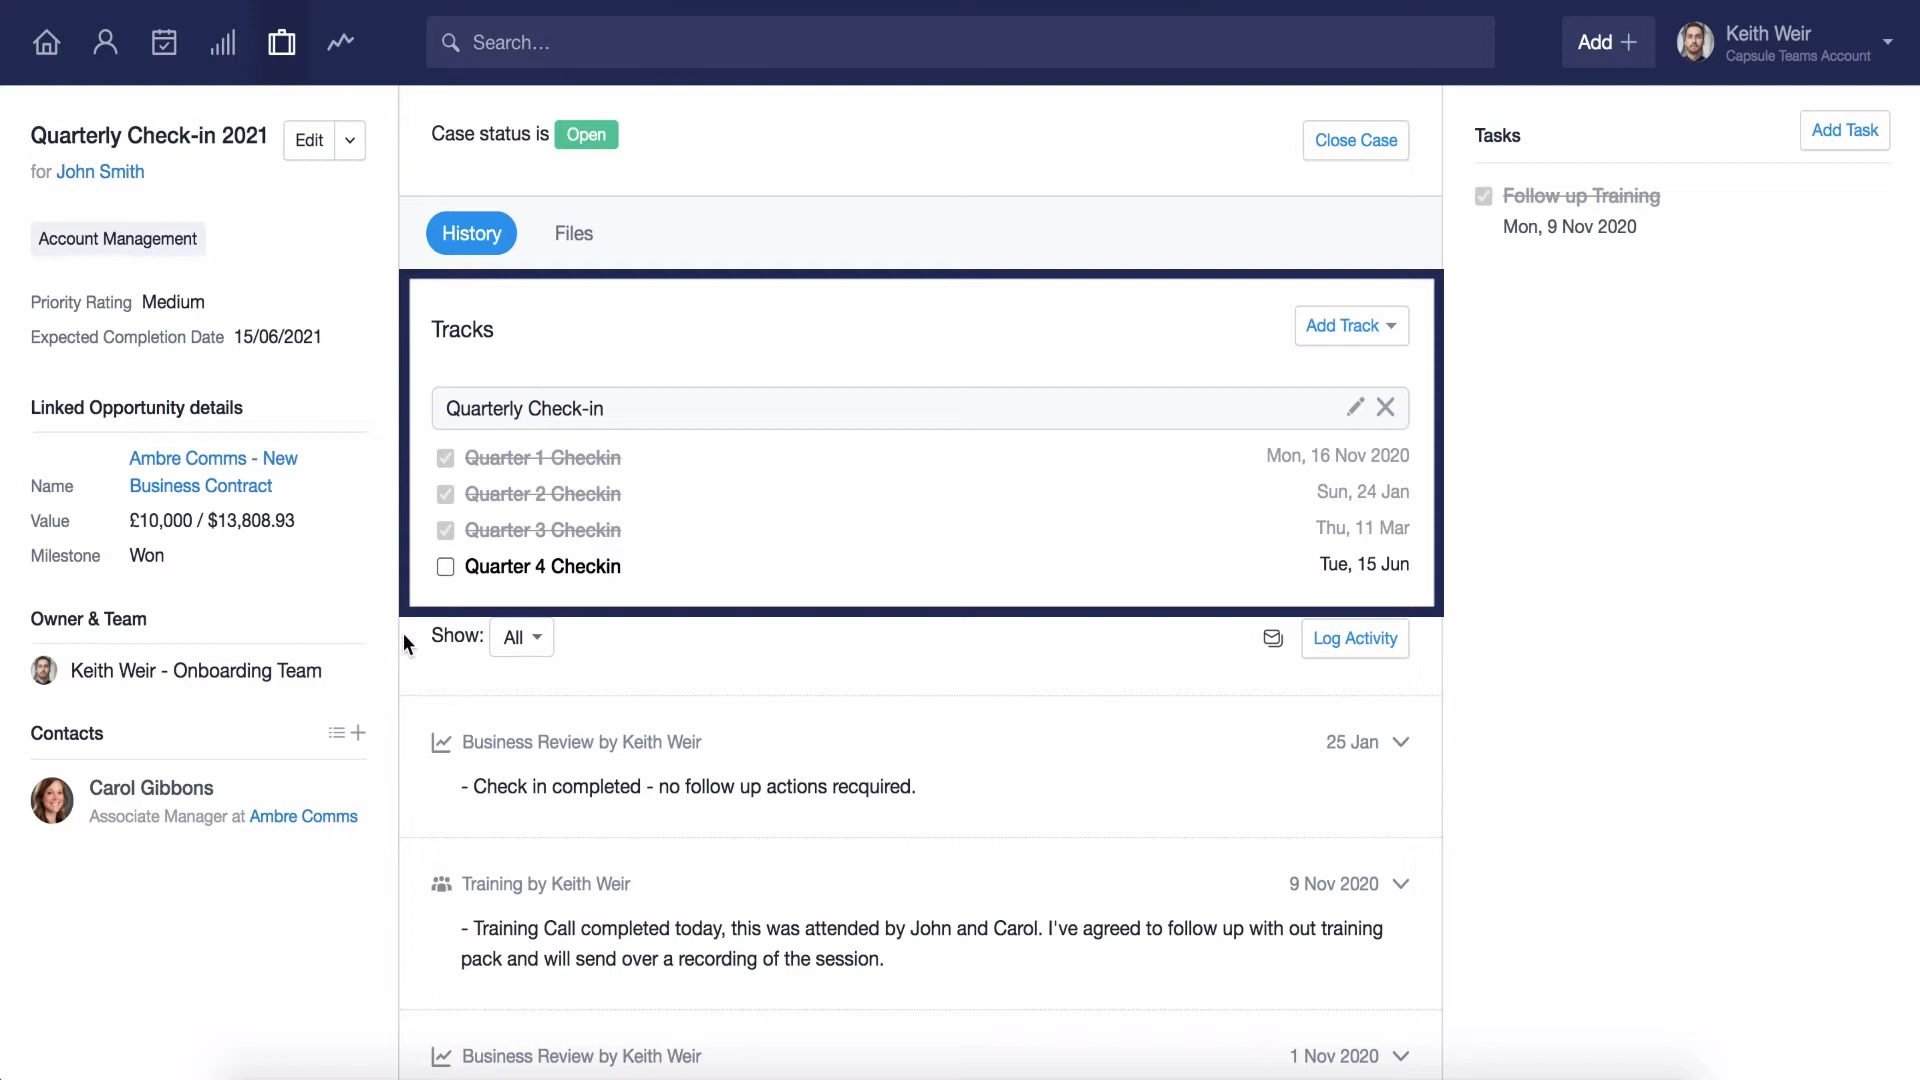 Search...
Add
Keith Weir
Capsule Teams Account
Quarterly Check-in 2021
Edit
for John Smith
Account Management
Priority Rating Medium
Expected Completion Date 15/06/2021
Linked Opportunity details
Name Ambre Comms - New
Business Contract
Value £10,000 / $13,808.93
Milestone Won
Owner & Team
Keith Weir - Onboarding Team
Contacts
Carol Gibbons
Associate Manager at Ambre Comms
Case status is Open
Close Case
History Files
Tracks
Add Track
Quarterly Check-in
Quarter 1 Checkin Mon, 16 Nov 2020
Quarter 2 Checkin Sun, 24 Jan
Quarter 3 Checkin Thu, 11 Mar
Quarter 4 Checkin Tue, 15 Jun
Show: All
Log Activity
Business Review by Keith Weir 25 Jan
- Check in completed - no follow up actions recquired.
Training by Keith Weir 9 Nov 2020
- Training Call completed today, this was attended by John and Carol. I've agreed to follow up with out training
pack and will send over a recording of the session.
Business Review by Keith Weir 1 Nov 2020
Tasks
Add Task
Follow up Training
Mon, 9 Nov 2020